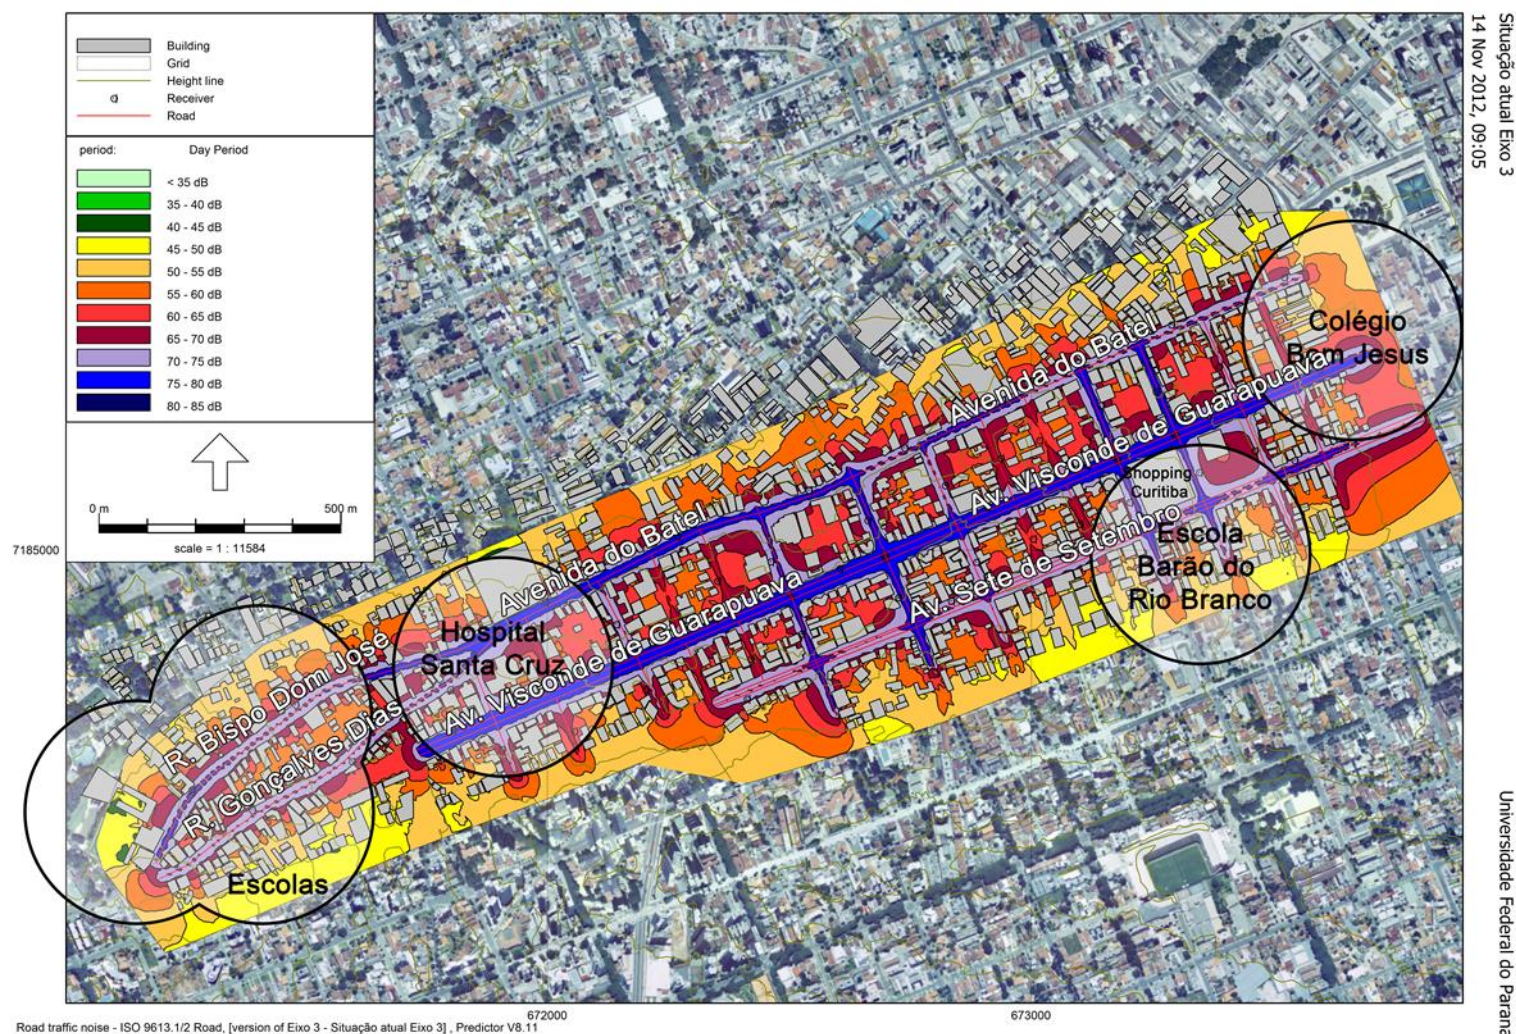 Building
Grid
Height line
Receiver
Road
period: Day Period
< 35 dB
35 - 40 dB
40 - 45 dB
45 - 50 dB
50 - 55 dB
55 - 60 dB
60 - 65 dB
65 - 70 dB
70 - 75 dB
75 - 80 dB
80 - 85 dB
0 m 500 m
scale = 1 : 11584
7185000
Situação atual Eixo 3
14 Nov 2012, 09:05
Colégio
Bom Jesus
Avenida do Batel
Av. Visconde de Guarapuava
Shopping
Curitiba
Escola
Barão do
Rio Branco
Av. Sete de Setembro
Avenida do Batel
Hospital
Santa Cruz
Av. Visconde de Guarapuava
R. Bispo Dom José
R. Gonçalves Dias
Escolas
Universidade Federal do Paraná
672000
673000
Road traffic noise - ISO 9613.1/2 Road, [version of Eixo 3 - Situação atual Eixo 3] , Predictor V8.11